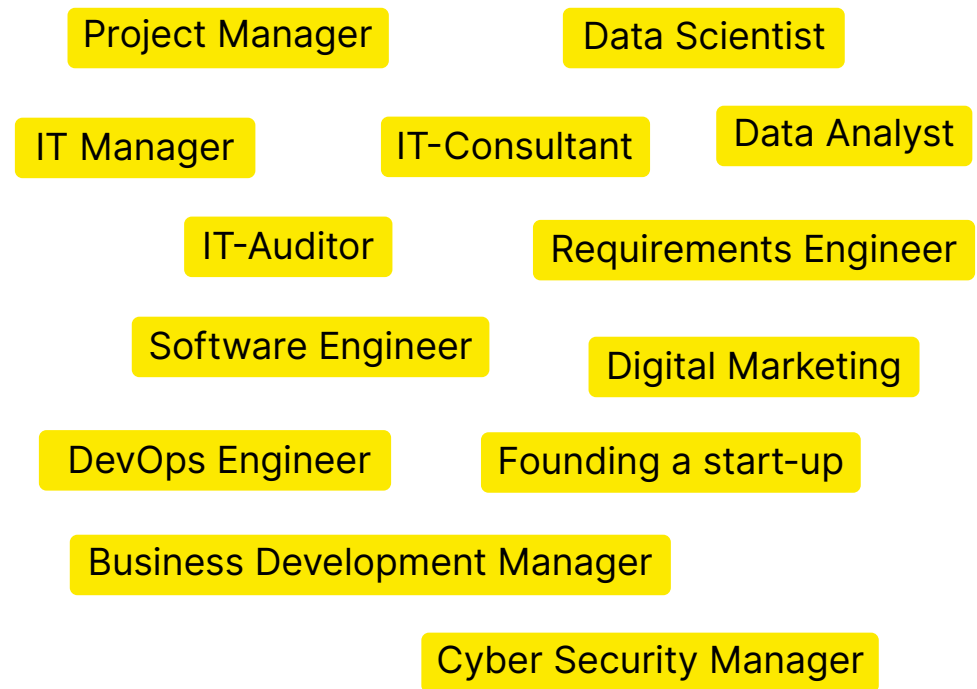 Project Manager
Data Scientist
IT Manager
IT-Consultant
Data Analyst
IT-Auditor
Requirements Engineer
Software Engineer
Digital Marketing
DevOps Engineer
Founding a start-up
Business Development Manager
Cyber Security Manager